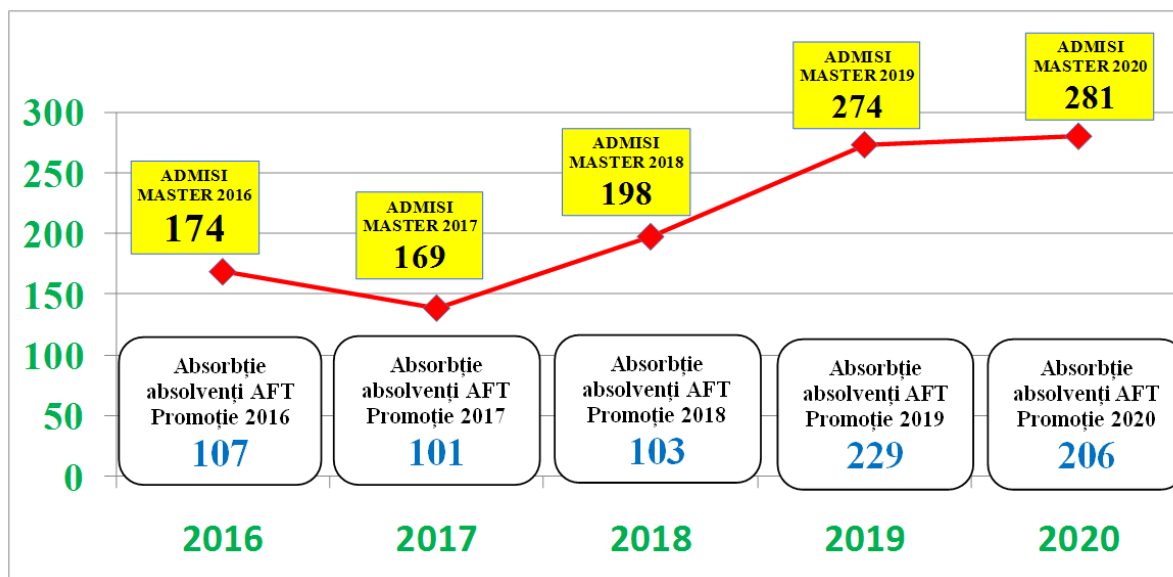 ADMISI
MASTER 2016
174
ADMISI
MASTER 2017
169
ADMISI
MASTER 2018
198
ADMISI
MASTER 2019
274
ADMISI
MASTER 2020
281
300
250
200
150
100
50
0
Absorbție
absolvenți AFT
Promoție 2016
107
Absorbție
absolvenți AFT
Promoție 2017
101
Absorbție
absolvenți AFT
Promoție 2018
103
Absorbție
absolvenți AFT
Promoție 2019
229
Absorbție
absolvenți AFT
Promoție 2020
206
2016
2017
2018
2019
2020